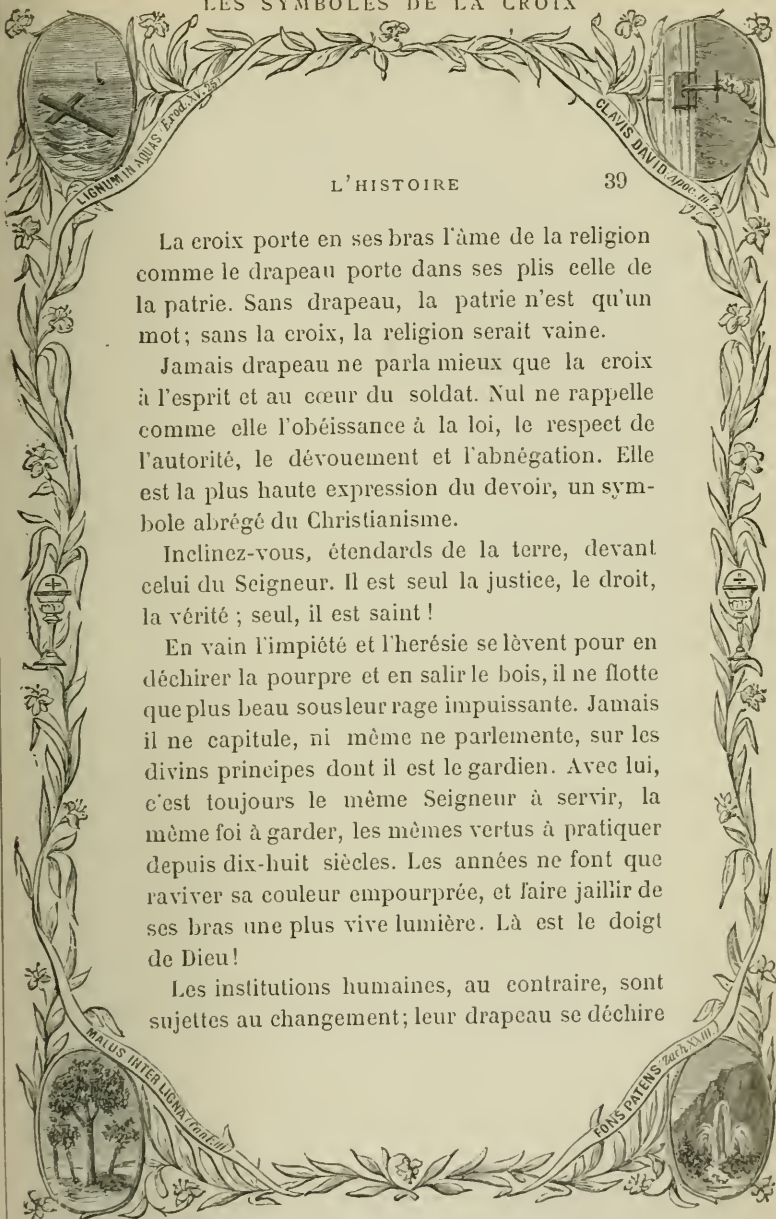 LES SYMBOLES DE LA CROIX
LIGNUM IN AQUAS (Exod. XV. 25)
CLAVIS DAVID (Apoc. III 7.)
L'HISTOIRE 39
La croix porte en ses bras l'âme de la religion
comme le drapeau porte dans ses plis celle de
la patrie. Sans drapeau, la patrie n'est qu'un
mot; sans la croix, la religion serait vaine.
Jamais drapeau ne parla mieux que la croix
à l'esprit et au cœur du soldat. Nul ne rappelle
comme elle l'obéissance à la loi, le respect de
l'autorité, le dévouement et l'abnégation. Elle
est la plus haute expression du devoir, un sym-
bole abrégé du Christianisme.
Inclinez-vous, étendards de la terre, devant
celui du Seigneur. Il est seul la justice, le droit,
la vérité ; seul, il est saint !
En vain l'impiété et l'herésie se lèvent pour en
déchirer la pourpre et en salir le bois, il ne flotte
que plus beau sous leur rage impuissante. Jamais
il ne capitule, ni même ne parlemente, sur les
divins principes dont il est le gardien. Avec lui,
c'est toujours le même Seigneur à servir, la
même foi à garder, les mêmes vertus à pratiquer
depuis dix-huit siècles. Les années ne font que
raviver sa couleur empourprée, et faire jaillir de
ses bras une plus vive lumière. Là est le doigt
de Dieu!
Les institutions humaines, au contraire, sont
sujettes au changement; leur drapeau se déchire
MALUS INTER LIGNA
FONS PATENS (Zach XXIII)